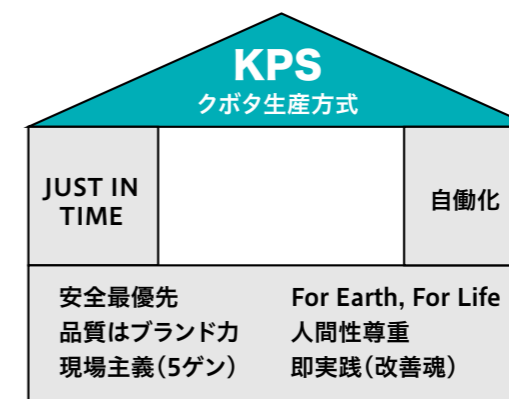 KPS
クボタ生産方式
JUST IN
TIME
自働化
安全最優先
品質はブランド力
現場主義（5ゲン）
For Earth, For Life
人間性尊重
即実践（改善魂）